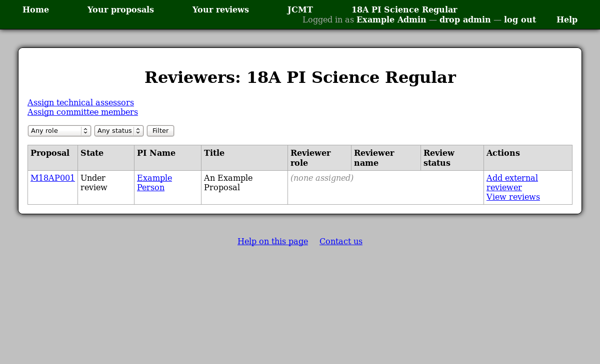 Home Your proposals Your reviews JCMT 18A PI Science Regular
Logged in as Example Admin — drop admin — log out Help
Reviewers: 18A PI Science Regular
Assign technical assessors
Assign committee members
Any role Any status Filter
Proposal State PI Name Title Reviewer role Reviewer name Review status Actions
M18AP001 Under review Example Person An Example Proposal (none assigned) Add external reviewer
View reviews
Help on this page Contact us